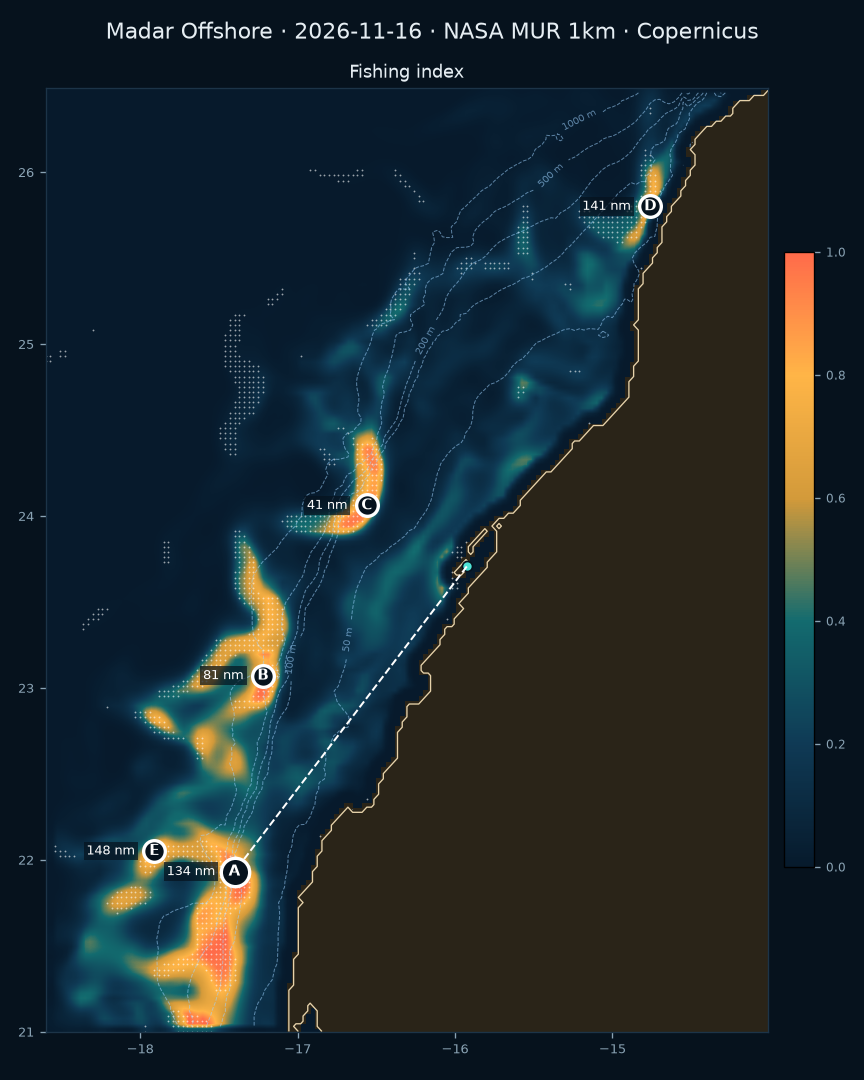 Madar Offshore · 2026-11-16 · NASA MUR 1km · Copernicus
Fishing index
1000 m
500 m
200 m
100 m
50 m
141 nm D
41 nm C
81 nm B
148 nm E
134 nm A
26
25
24
23
22
21
−18
−17
−16
−15
1.0
0.8
0.6
0.4
0.2
0.0